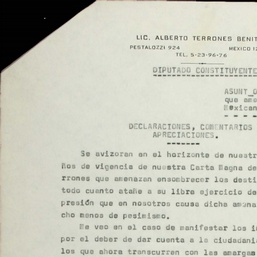 LIC. ALBERTO TERRONES BENIT
PESTALOZZI 924 MEXICO 12
TEL. 5-23-96-76
DIPUTADO CONSTITUYENTE
ASUNT
que ame
Mexican
DECLARACIONES, COMENTARIOS
APRECIACIONES.
Se avizoran en el horizonte de nuestr
ños de vigencia de nuestra Carta Magna de
rrones que amenazan ensombrecer los desti
todo cuanto atañe a su libre ejercicio de
presión que en nosotros causa dicha amena
cho menos de pesimismo.
Me veo en el caso de manifestar los i
por el deber de dar cuenta a la ciudadanía
los que ahora transcurren con las amargas